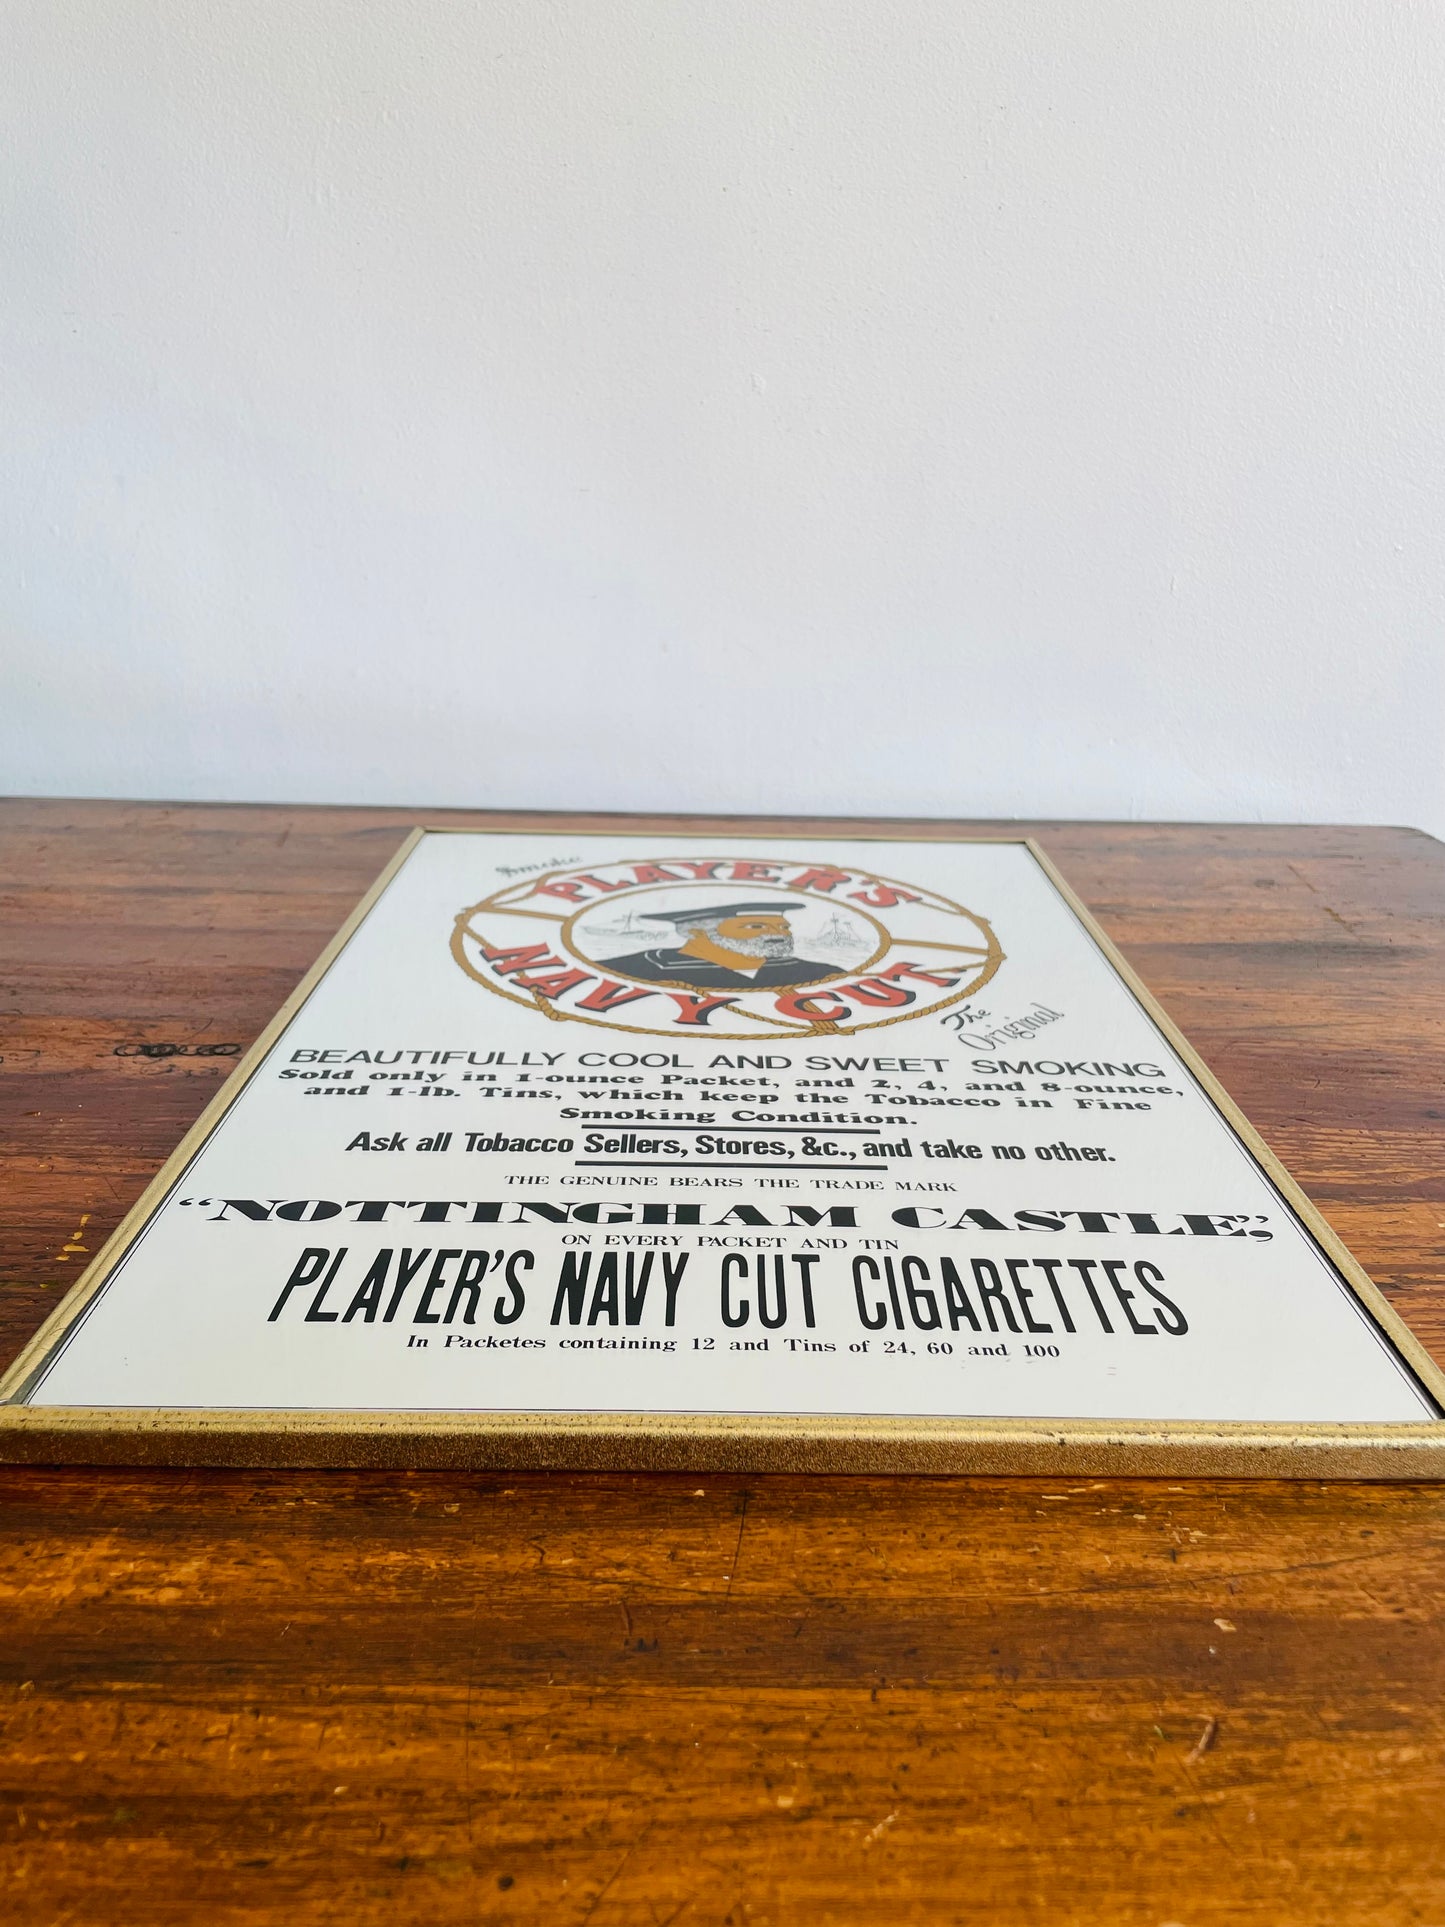 Smoke
PLAYER'S
NAVY CUT
The
Original
BEAUTIFULLY COOL AND SWEET SMOKING
Sold only in 1-ounce Packet, and 2, 4, and 8-ounce,
and 1-lb. Tins, which keep the Tobacco in Fine
Smoking Condition.
Ask all Tobacco Sellers, Stores, &c., and take no other.
THE GENUINE BEARS THE TRADE MARK
“NOTTINGHAM CASTLE,”
ON EVERY PACKET AND TIN
PLAYER'S NAVY CUT CIGARETTES
In Packetes containing 12 and Tins of 24, 60 and 100